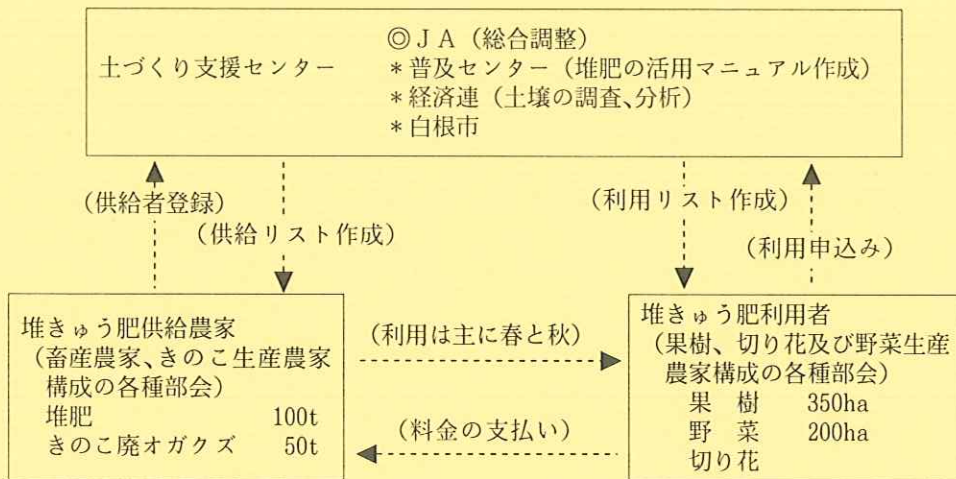 土づくり支援センター
◎ＪＡ（総合調整）
＊普及センター（堆肥の活用マニュアル作成）
＊経済連（土壌の調査、分析）
＊白根市
（供給者登録）
（供給リスト作成）
（利用リスト作成）
（利用申込み）
堆きゅう肥供給農家
（畜産農家、きのこ生産農家
構成の各種部会）
堆肥 100t
きのこ廃オガクズ 50t
（利用は主に春と秋）
（料金の支払い）
堆きゅう肥利用者
（果樹、切り花及び野菜生産
農家構成の各種部会）
果樹 350ha
野菜 200ha
切り花